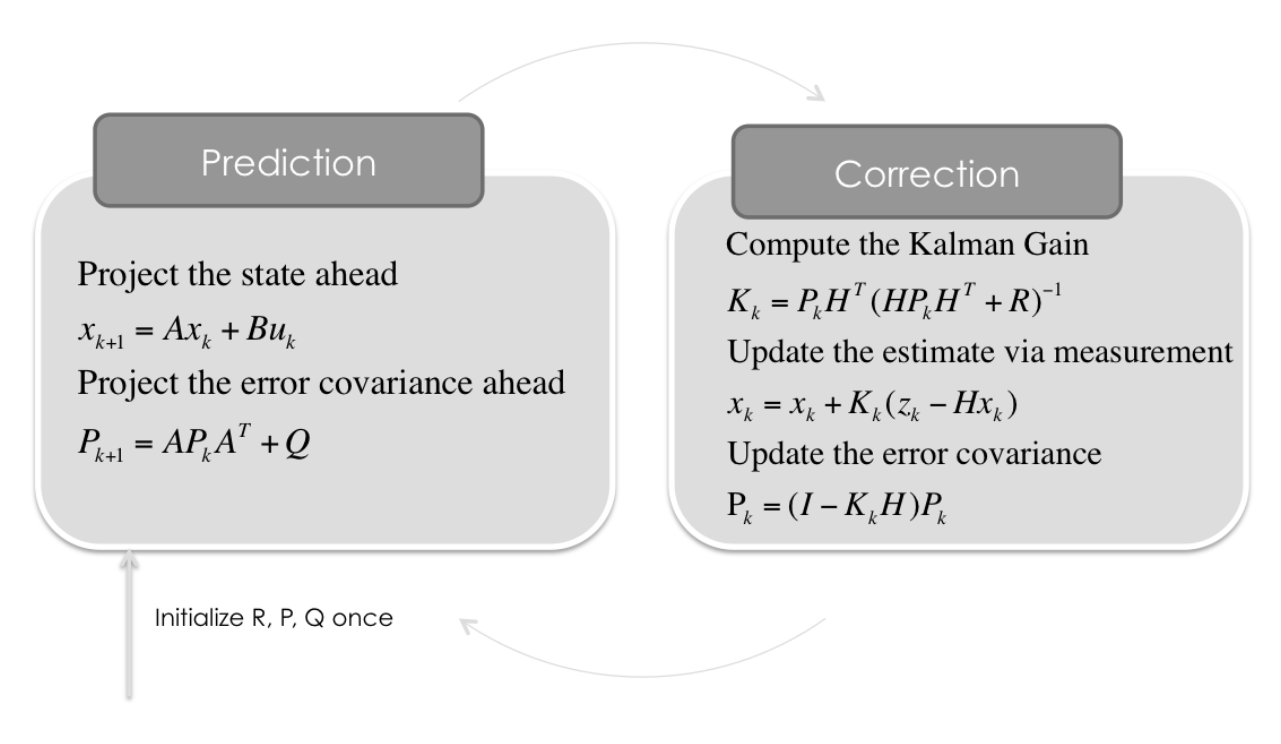 Prediction
Project the state ahead
x_{k+1} = Ax_k + Bu_k
Project the error covariance ahead
P_{k+1} = AP_kA^T + Q
Initialize R, P, Q once
Correction
Compute the Kalman Gain
K_k = P_kH^T(HP_kH^T + R)^{-1}
Update the estimate via measurement
x_k = x_k + K_k(z_k − Hx_k)
Update the error covariance
P_k = (I − K_kH)P_k